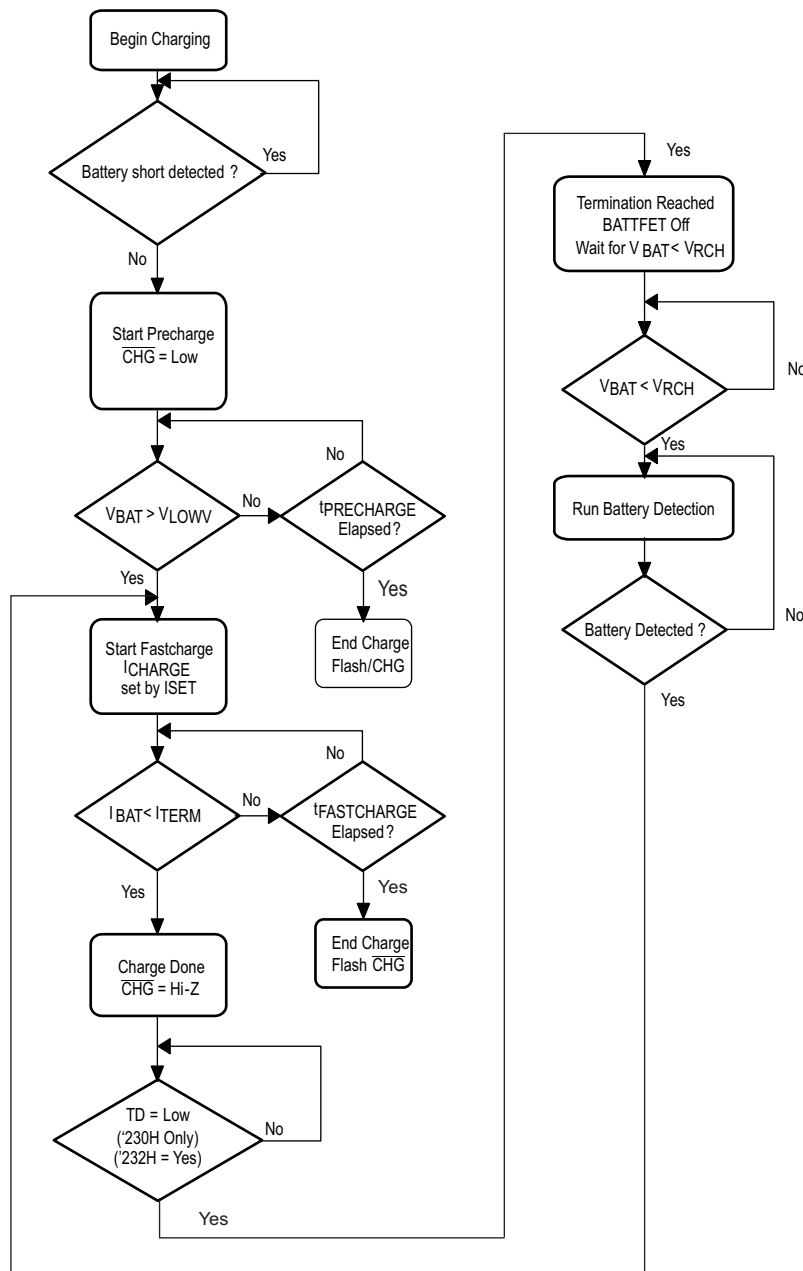 Begin Charging
Battery short detected ?
Yes
No
Start Precharge
CHG = Low
No
VBAT > VLOWV
No
tPRECHARGE
Elapsed?
Yes
Yes
Start Fastcharge
ICHARGE
set by ISET
End Charge
Flash/CHG
No
IBAT < ITERM
No
tFASTCHARGE
Elapsed?
Yes
Yes
Charge Done
CHG = Hi-Z
End Charge
Flash CHG
TD = Low
('230H Only)
('232H = Yes)
No
Yes
Yes
Termination Reached
BATTFET Off
Wait for VBAT < VRCH
VBAT < VRCH
No
Yes
Run Battery Detection
Battery Detected ?
No
Yes